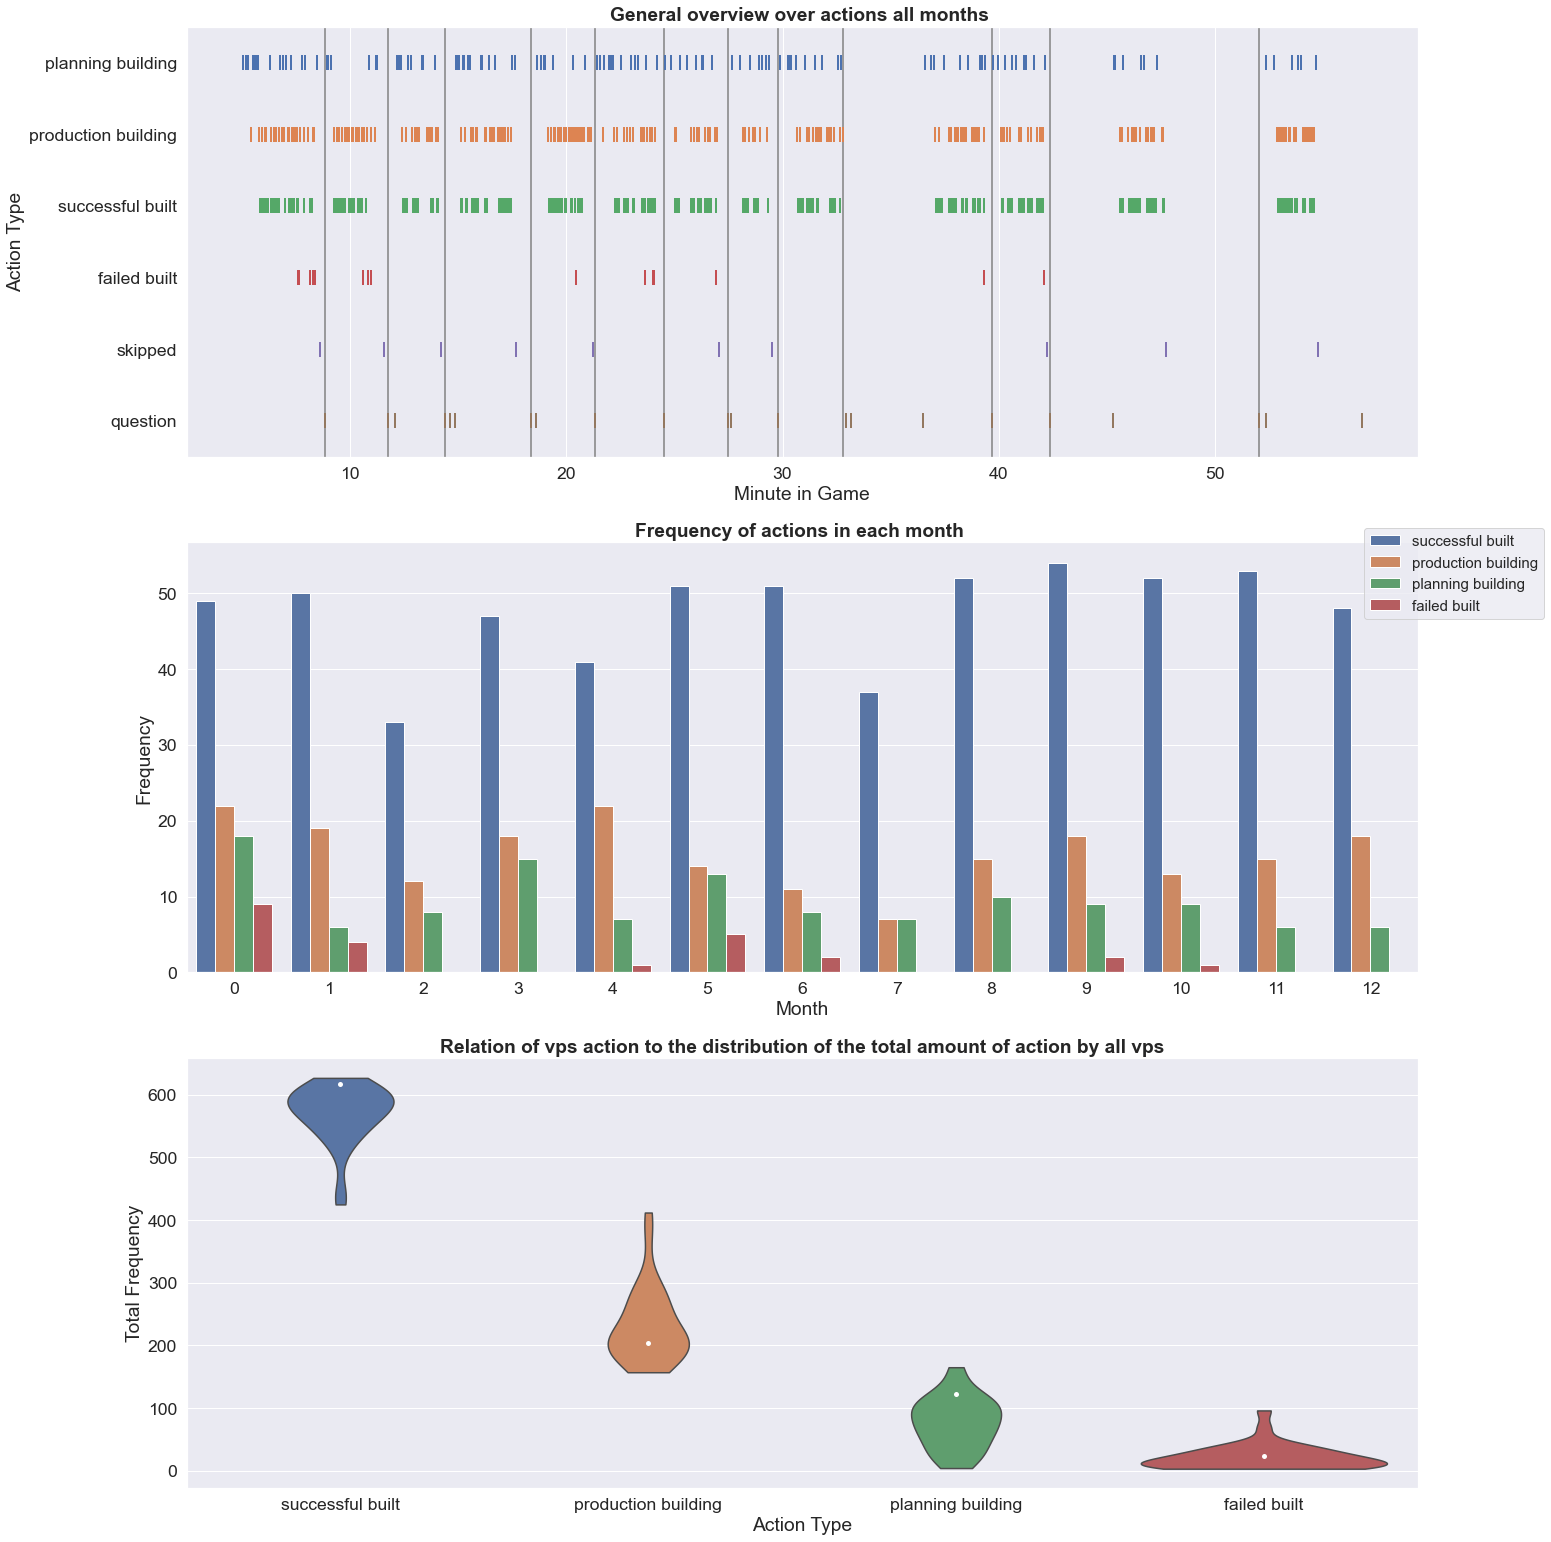 General overview over actions all months
Action Type
planning building
production building
successful built
failed built
skipped
question
10 20 30 40 50
Minute in Game
Frequency of actions in each month
successful built
production building
planning building
failed built
Frequency
50
40
30
20
10
0
0 1 2 3 4 5 6 7 8 9 10 11 12
Month
Relation of vps action to the distribution of the total amount of action by all vps
Total Frequency
600
500
400
300
200
100
0
successful built production building planning building failed built
Action Type